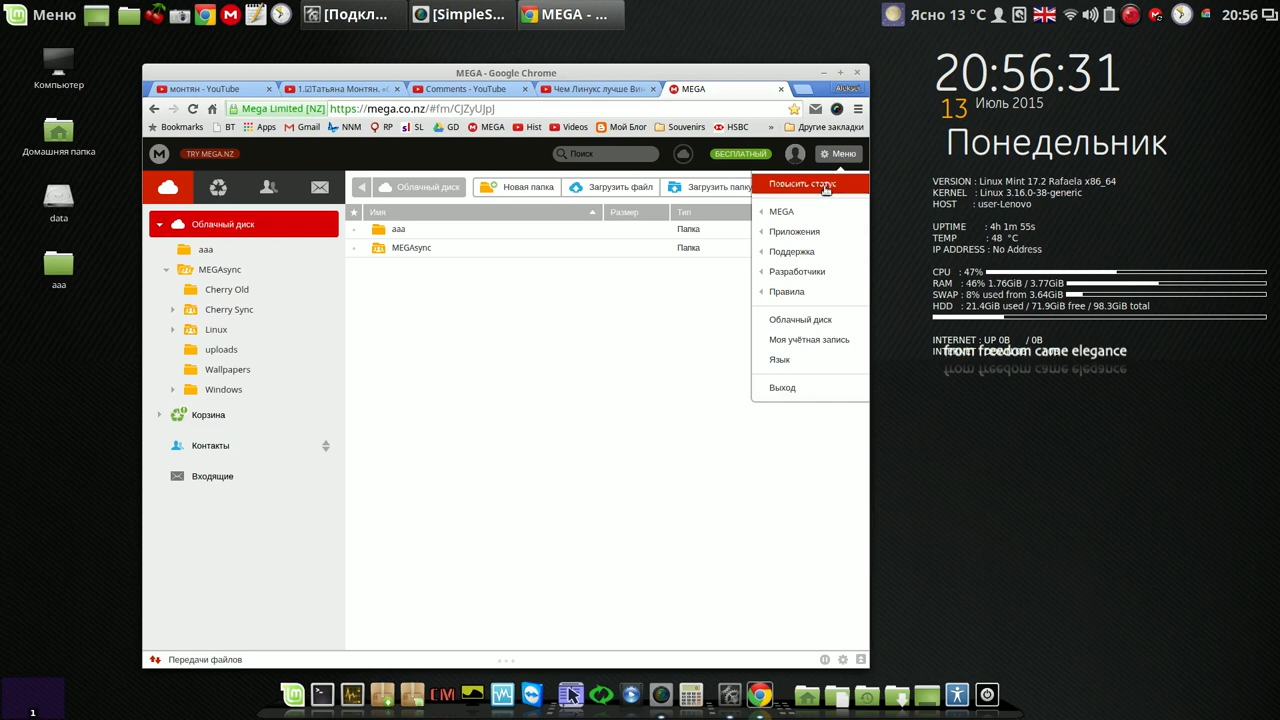 Меню
[Подкл...
[SimpleS...
MEGA - ...
Ясно 13 °C
20:56
Компьютер
Домашняя папка
data
aaa
MEGA - Google Chrome
монтян - YouTube
Comments - YouTube
MEGA
Aleksei
Mega Limited [NZ]
https://mega.co.nz/#fm/CJZyUJpJ
Bookmarks
BT
Apps
Gmail
NNM
RP
SL
GD
MEGA
Hist
Videos
Мой Блог
Souvenirs
HSBC
»
Другие закладки
M
TRY MEGA.NZ
Поиск
БЕСПЛАТНЫЙ
Меню
Облачный диск
Новая папка
Загрузить файл
Загрузить папку
Имя
Размер
Тип
aaa
Папка
MEGAsync
Папка
Облачный диск
aaa
MEGAsync
Cherry Old
Cherry Sync
Linux
uploads
Wallpapers
Windows
Корзина
Контакты
Входящие
Повысить статус
MEGA
Приложения
Поддержка
Разработчики
Правила
Облачный диск
Моя учётная запись
Язык
Выход
Передачи файлов
20:56:31
13
Июль 2015
Понедельник
VERSION : Linux Mint 17.2 Rafaela x86_64
KERNEL : Linux 3.16.0-38-generic
HOST : user-Lenovo
UPTIME : 4h 1m 55s
TEMP : 48 °C
IP ADDRESS : No Address
CPU : 47%
RAM : 46% 1.76GiB / 3.77GiB
SWAP : 8% used from 3.64GiB
HDD : 21.4GiB used / 71.9GiB free / 98.3GiB total
INTERNET : UP 0B / 0B
from freedom came elegance
1